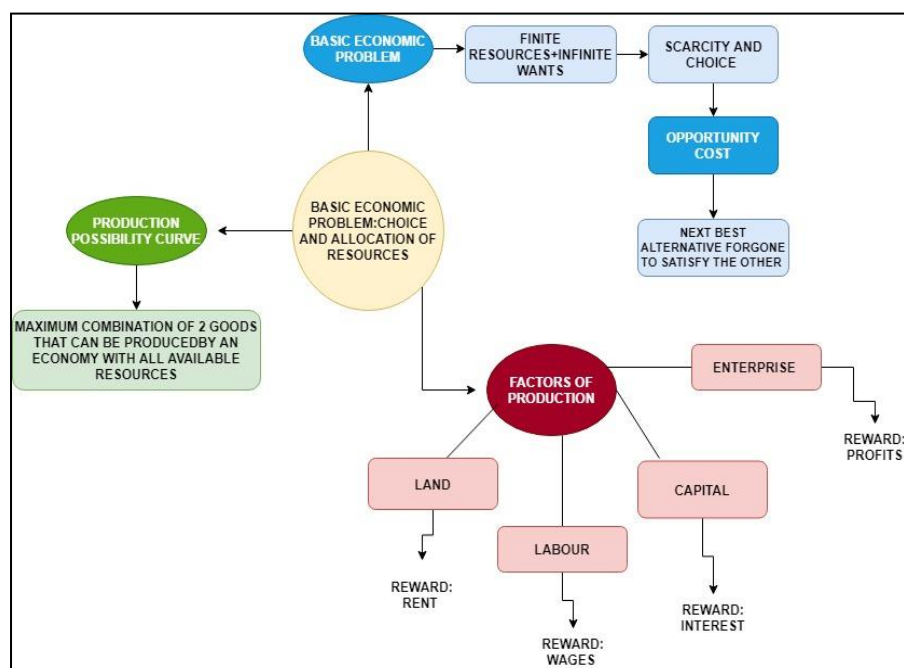 BASIC ECONOMIC
PROBLEM
FINITE
RESOURCES+INFINITE
WANTS
SCARCITY AND
CHOICE
OPPORTUNITY
COST
NEXT BEST
ALTERNATIVE FORGONE
TO SATISFY THE OTHER
BASIC ECONOMIC
PROBLEM:CHOICE
AND ALLOCATION OF
RESOURCES
PRODUCTION
POSSIBILITY CURVE
MAXIMUM COMBINATION OF 2 GOODS
THAT CAN BE PRODUCEDBY AN
ECONOMY WITH ALL AVAILABLE
RESOURCES
FACTORS OF
PRODUCTION
ENTERPRISE
REWARD:
PROFITS
LAND
REWARD:
RENT
LABOUR
REWARD:
WAGES
CAPITAL
REWARD:
INTEREST